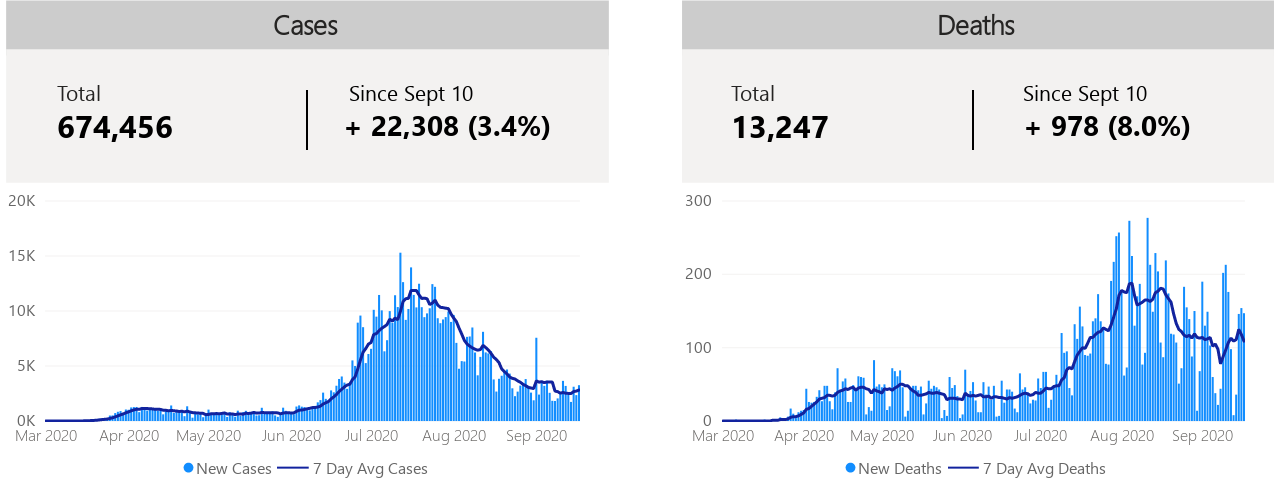 Cases
Total
674,456
Since Sept 10
+ 22,308 (3.4%)
20K
15K
10K
5K
0K
Mar 2020 Apr 2020 May 2020 Jun 2020 Jul 2020 Aug 2020 Sep 2020
New Cases 7 Day Avg Cases
Deaths
Total
13,247
Since Sept 10
+ 978 (8.0%)
300
200
100
0
Mar 2020 Apr 2020 May 2020 Jun 2020 Jul 2020 Aug 2020 Sep 2020
New Deaths 7 Day Avg Deaths